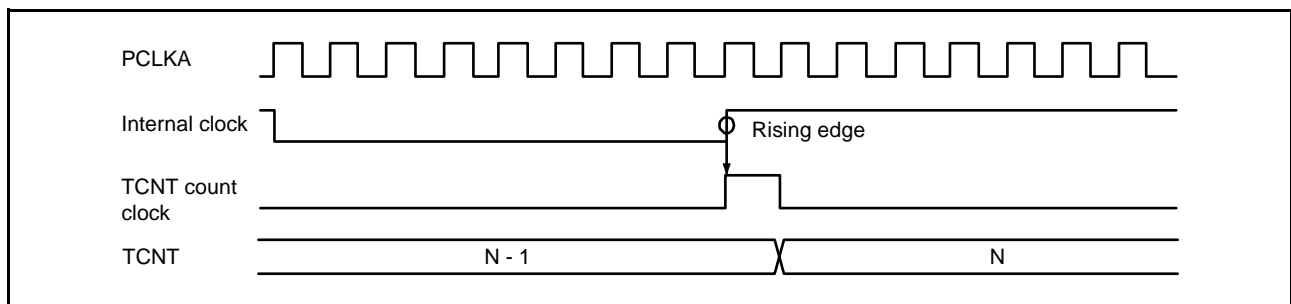 PCLKA
Internal clock
Rising edge
TCNT count
clock
TCNT
N - 1
N